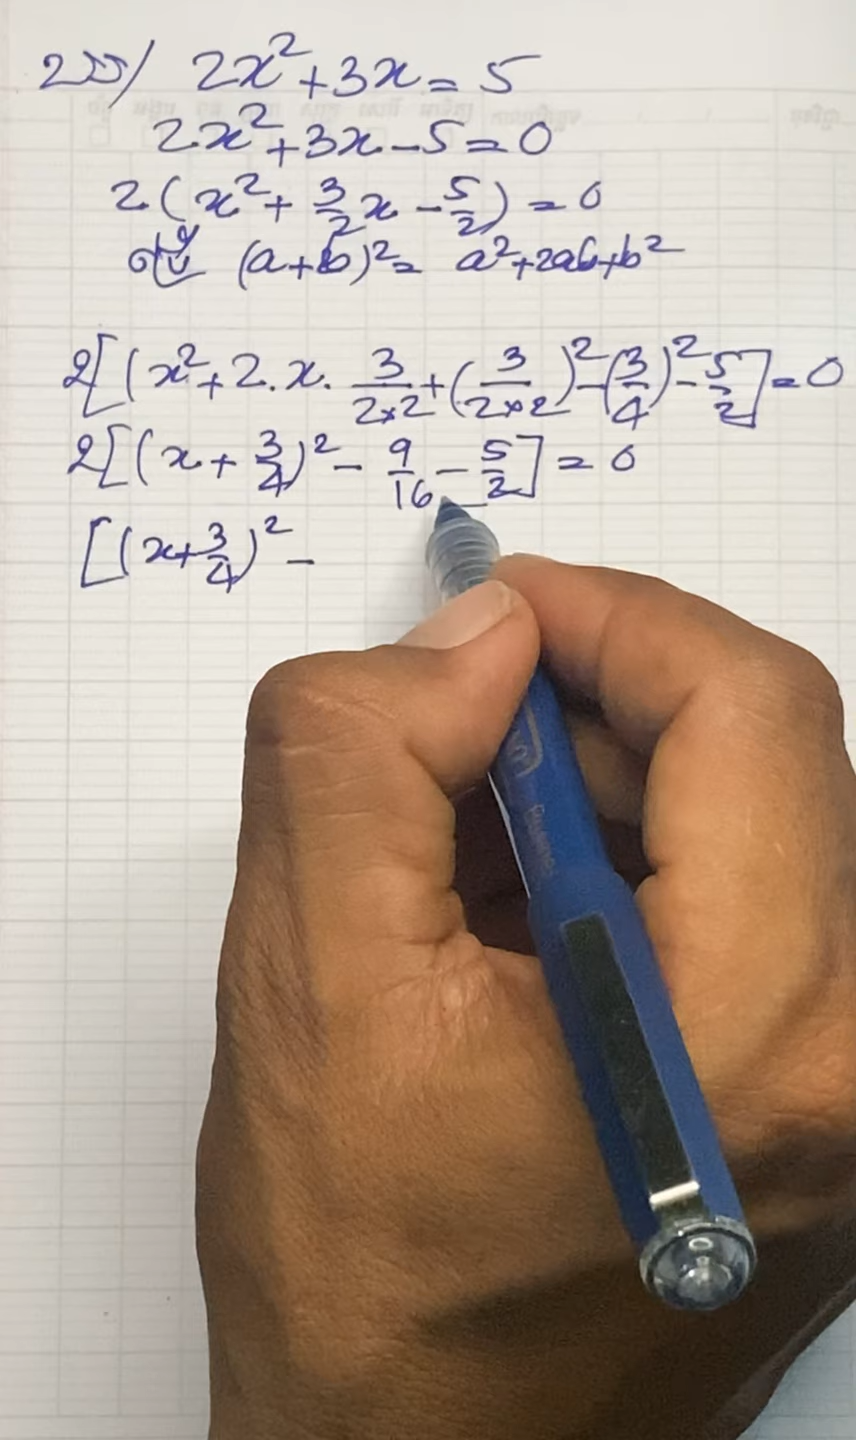 2x² + 3x = 5
2x² + 3x - 5 = 0
2(x² + 3/2 x - 5/2) = 0
(a+b)² = a² + 2ab + b²
2[(x² + 2.x. 3/(2×2) + (3/(2×2))² - (3/4)² - 5/2] = 0
2[(x + 3/4)² - 9/16 - 5/2] = 0
[(x + 3/4)² -